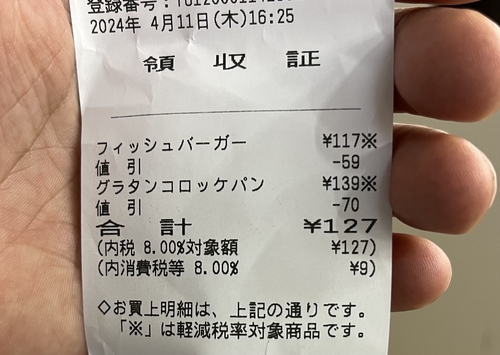 2024年 4月11日(木)16:25
領 収 証
フィッシュバーガー ¥117※
値 引 -59
グラタンコロッケパン ¥139※
値 引 -70
合 計 ¥127
(内税 8.00%対象額 ¥127)
(内消費税等 8.00% ¥9)
◇お買上明細は、上記の通りです。
「※」は軽減税率対象商品です。